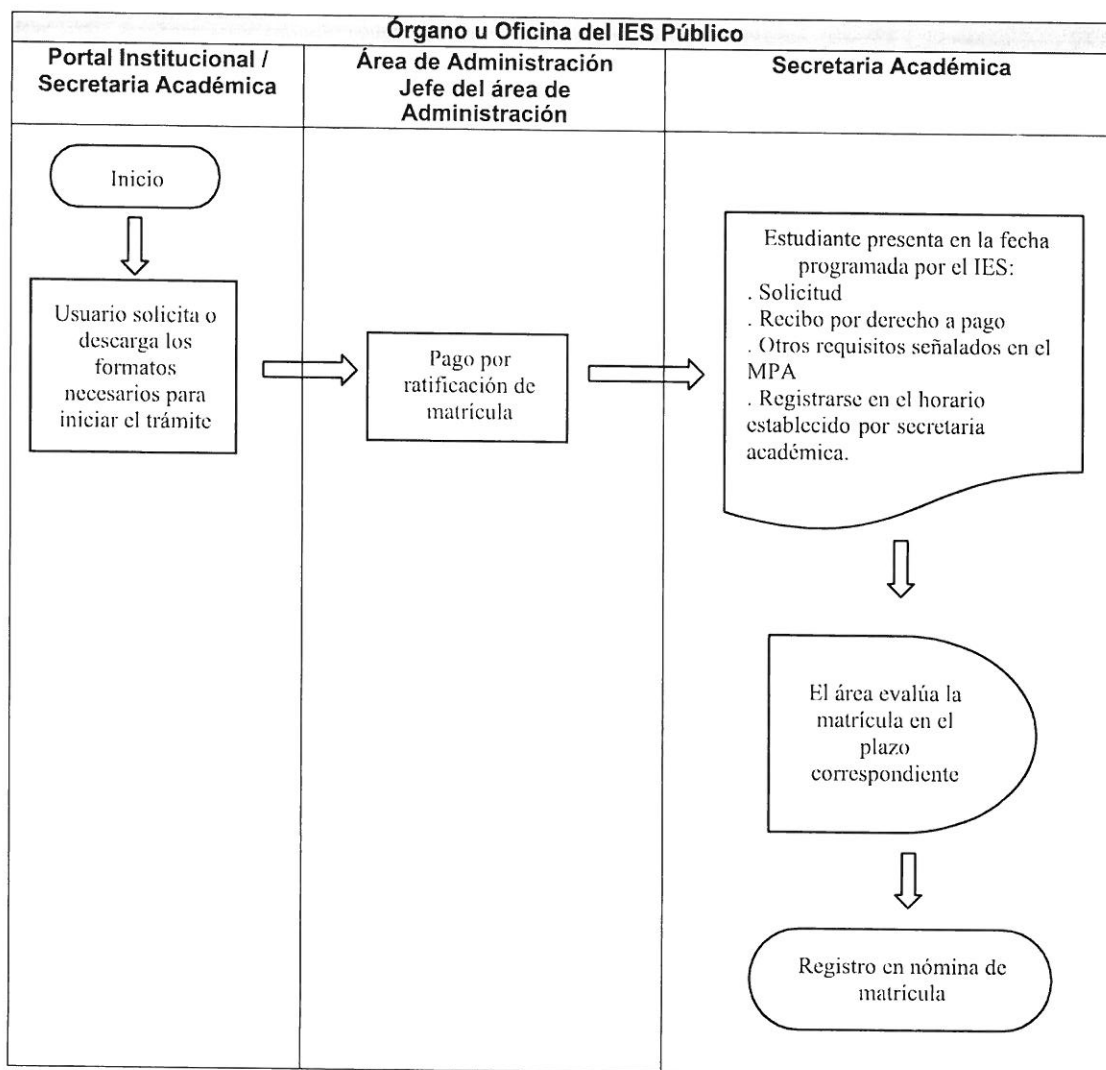 Órgano u Oficina del IES Público
Portal Institucional /
Secretaria Académica
Área de Administración
Jefe del área de
Administración
Secretaria Académica
Inicio
Usuario solicita o
descarga los
formatos
necesarios para
iniciar el trámite
Pago por
ratificación de
matrícula
Estudiante presenta en la fecha
programada por el IES:
. Solicitud
. Recibo por derecho a pago
. Otros requisitos señalados en el
MPA
. Registrarse en el horario
establecido por secretaria
académica.
El área evalúa la
matrícula en el
plazo
correspondiente
Registro en nómina de
matrícula